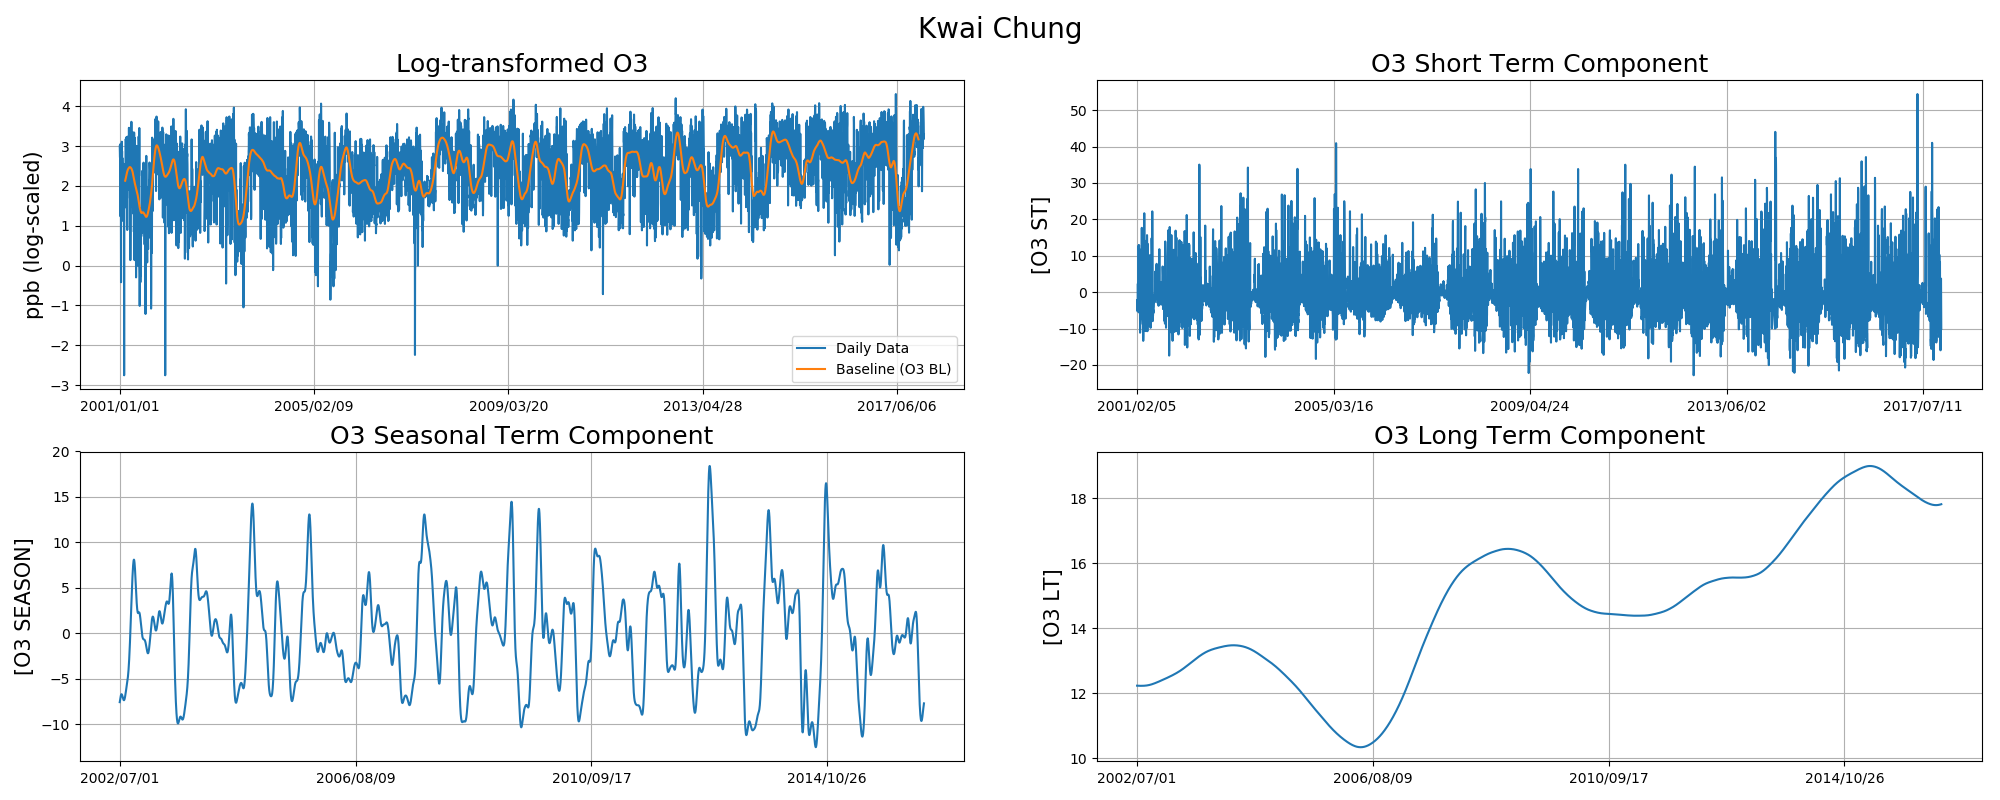 Kwai Chung
Log-transformed O3
ppb (log-scaled)
4
3
2
1
0
−1
−2
−3
Daily Data
Baseline (O3 BL)
2001/01/01 2005/02/09 2009/03/20 2013/04/28 2017/06/06
O3 Short Term Component
[O3 ST]
50
40
30
20
10
0
−10
−20
2001/02/05 2005/03/16 2009/04/24 2013/06/02 2017/07/11
O3 Seasonal Term Component
[O3 SEASON]
20
15
10
5
0
−5
−10
2002/07/01 2006/08/09 2010/09/17 2014/10/26
O3 Long Term Component
[O3 LT]
18
16
14
12
10
2002/07/01 2006/08/09 2010/09/17 2014/10/26